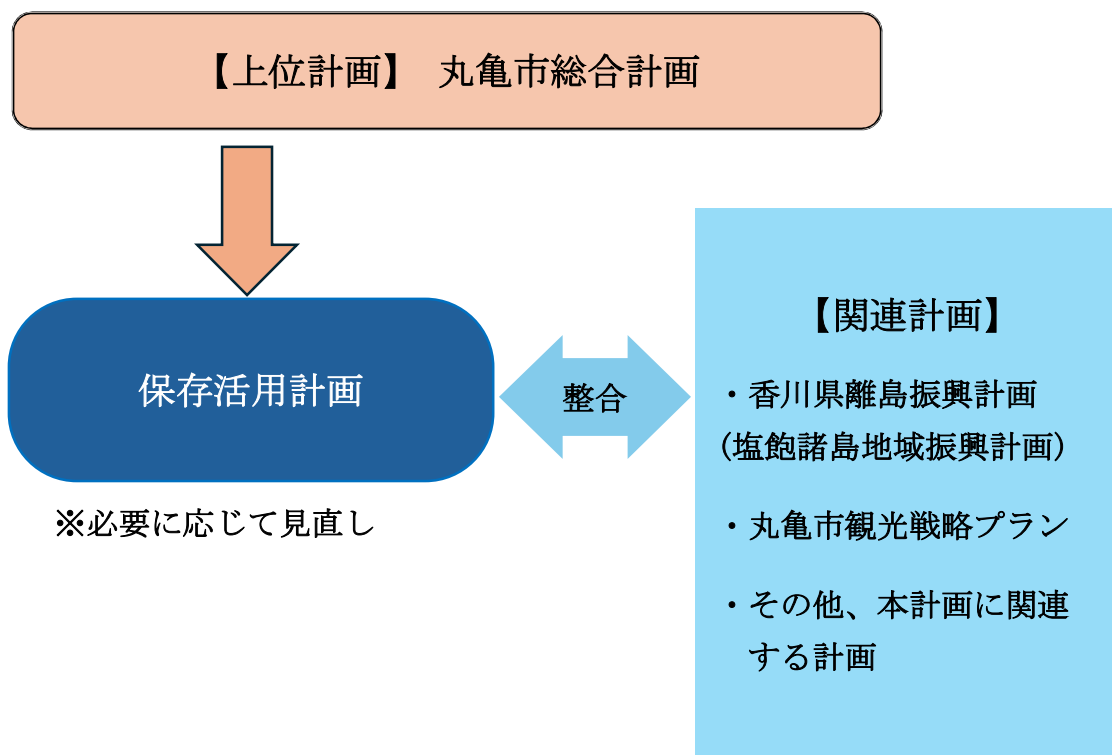 【上位計画】 丸亀市総合計画
保存活用計画
※必要に応じて見直し
整合
【関連計画】
・香川県離島振興計画
(塩飽諸島地域振興計画)
・丸亀市観光戦略プラン
・その他、本計画に関連
する計画